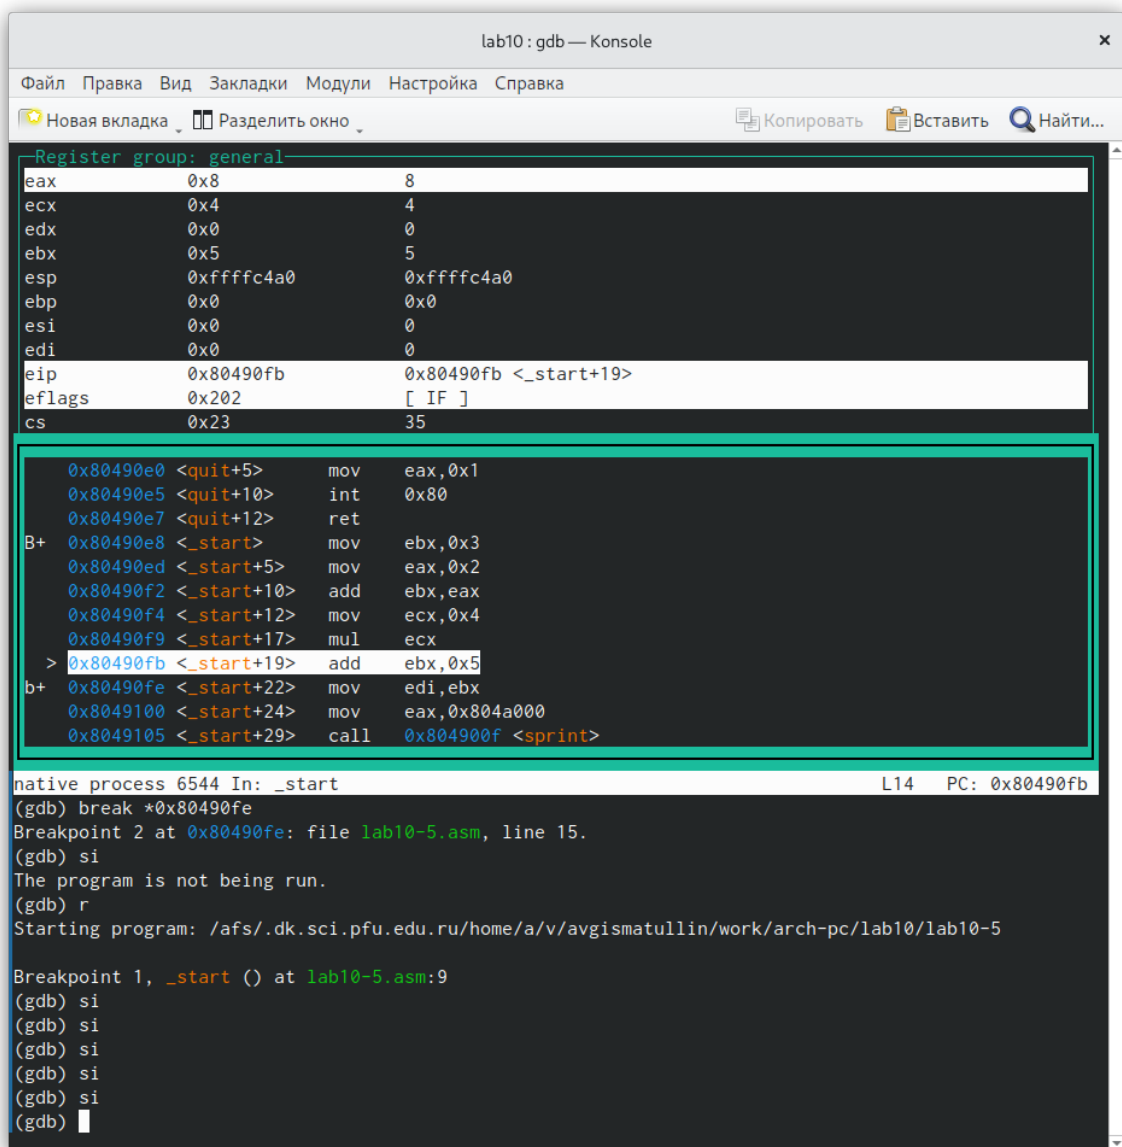 lab10 : gdb — Konsole
Файл Правка Вид Закладки Модули Настройка Справка
Новая вкладка Разделить окно Копировать Вставить Найти...
Register group: general
eax 0x8 8
ecx 0x4 4
edx 0x0 0
ebx 0x5 5
esp 0xffffc4a0 0xffffc4a0
ebp 0x0 0x0
esi 0x0 0
edi 0x0 0
eip 0x80490fb 0x80490fb <_start+19>
eflags 0x202 [ IF ]
cs 0x23 35
0x80490e0 <quit+5> mov eax,0x1
0x80490e5 <quit+10> int 0x80
0x80490e7 <quit+12> ret
B+ 0x80490e8 <_start> mov ebx,0x3
0x80490ed <_start+5> mov eax,0x2
0x80490f2 <_start+10> add ebx,eax
0x80490f4 <_start+12> mov ecx,0x4
0x80490f9 <_start+17> mul ecx
> 0x80490fb <_start+19> add ebx,0x5
b+ 0x80490fe <_start+22> mov edi,ebx
0x8049100 <_start+24> mov eax,0x804a000
0x8049105 <_start+29> call 0x804900f <sprint>
native process 6544 In: _start L14 PC: 0x80490fb
(gdb) break *0x80490fe
Breakpoint 2 at 0x80490fe: file lab10-5.asm, line 15.
(gdb) si
The program is not being run.
(gdb) r
Starting program: /afs/.dk.sci.pfu.edu.ru/home/a/v/avgismatullin/work/arch-pc/lab10/lab10-5
Breakpoint 1, _start () at lab10-5.asm:9
(gdb) si
(gdb) si
(gdb) si
(gdb) si
(gdb) si
(gdb)